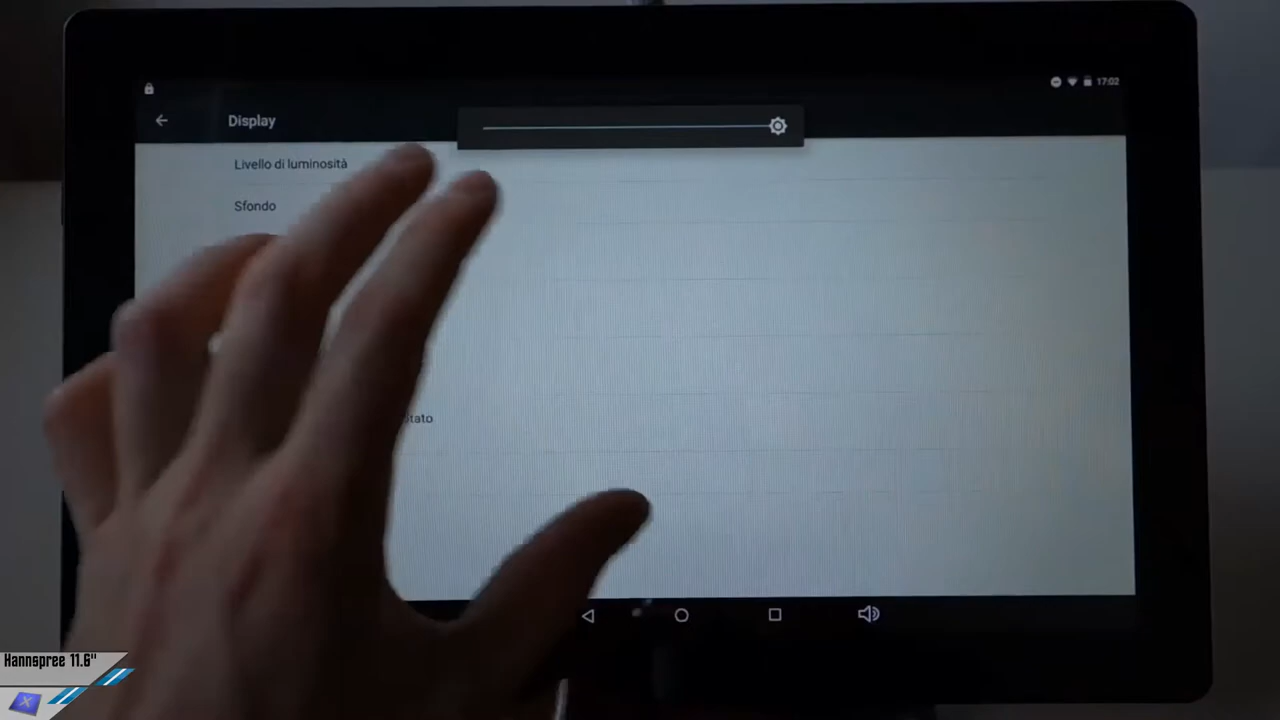 17:02
Display
Livello di luminosità
Sfondo
Hannspree 11.6"
X